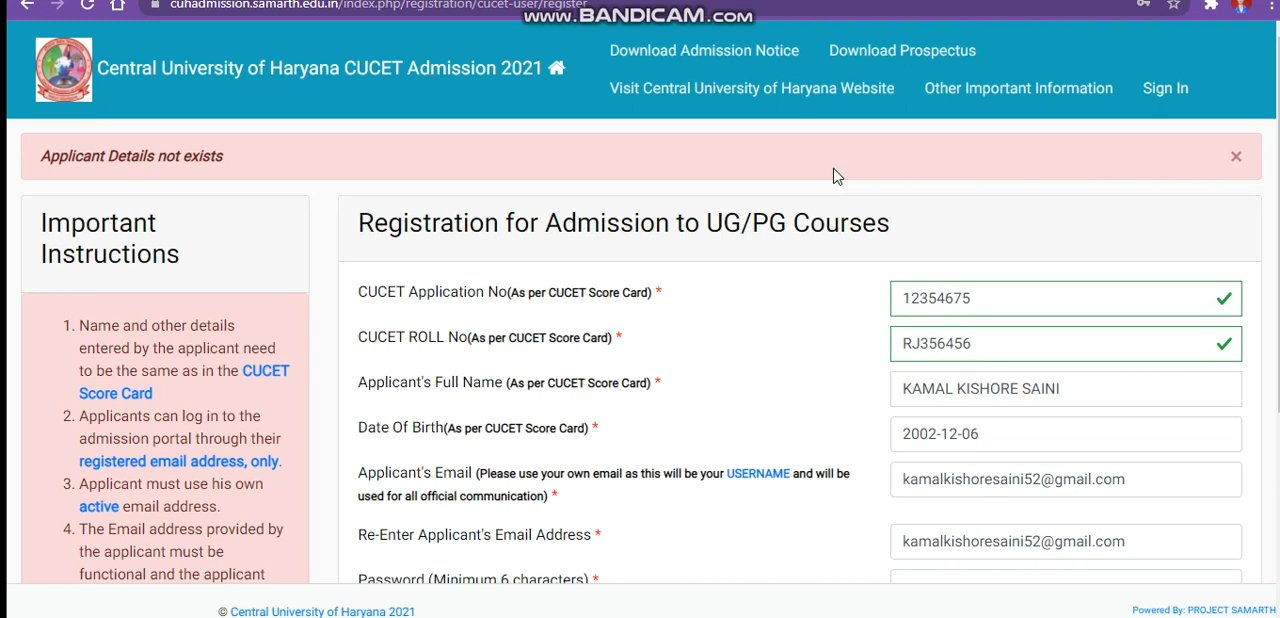 cuhadmission.samarth.edu.in/index.php/registration/cucet-user/register
www.BANDICAM.com
Central University of Haryana CUCET Admission 2021
Download Admission Notice Download Prospectus
Visit Central University of Haryana Website Other Important Information Sign In
Applicant Details not exists ×
Important
Instructions
1. Name and other details
entered by the applicant need
to be the same as in the CUCET
Score Card
2. Applicants can log in to the
admission portal through their
registered email address, only.
3. Applicant must use his own
active email address.
4. The Email address provided by
the applicant must be
functional and the applicant
Registration for Admission to UG/PG Courses
CUCET Application No(As per CUCET Score Card) * 12354675
CUCET ROLL No(As per CUCET Score Card) * RJ356456
Applicant's Full Name (As per CUCET Score Card) * KAMAL KISHORE SAINI
Date Of Birth(As per CUCET Score Card) * 2002-12-06
Applicant's Email (Please use your own email as this will be your USERNAME and will be
used for all official communication) * kamalkishoresaini52@gmail.com
Re-Enter Applicant's Email Address * kamalkishoresaini52@gmail.com
Password (Minimum 6 characters) *
© Central University of Haryana 2021
Powered By: PROJECT SAMARTH